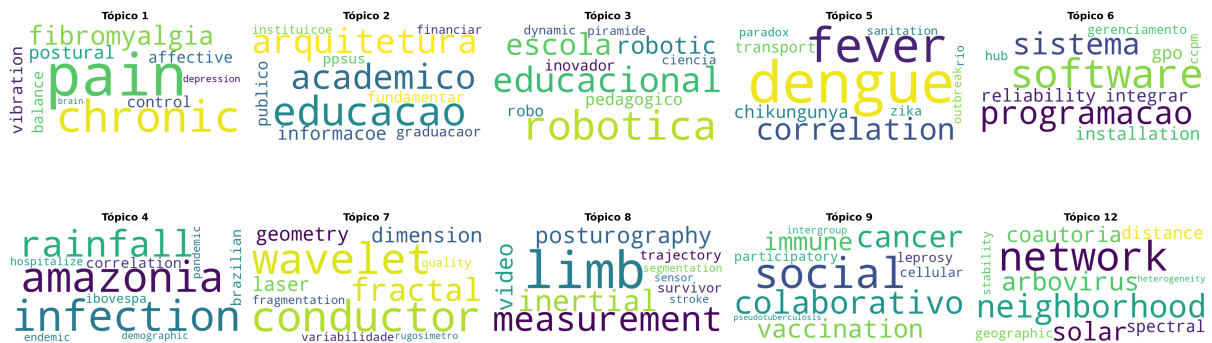 Tópico 1
fibromyalgia
postural
affective
vibration
pain
depression
balance
brain
control
chronic
Tópico 2
instituicoe
financiar
arquitetura
ppsus
publico
academico
fundamentar
educacao
informacoe
graduacaor
Tópico 3
dynamic
piramide
escola
robotic
inovador
ciencia
educacional
pedagogico
robo
robotica
Tópico 5
paradox
sanitation
transport
fever
rio
dengue
outbreak
chikungunya
zika
correlation
Tópico 6
gerenciamento
sistema
hub
gpo
ccpm
software
reliability
integrar
programacao
installation
Tópico 4
rainfall
pandemic
hospitalize
correlation
brazilian
amazonia
ibovespa
infection
endemic
demographic
Tópico 7
geometry
dimension
wavelet
quality
laser
fractal
fragmentation
conductor
variabilidade
rugosimetro
Tópico 8
posturography
video
limb
trajectory
segmentation
sensor
inertial
survivor
stroke
measurement
Tópico 9
intergroup
immune
cancer
participatory
social
leprosy
cellular
colaborativo
pseudotuberculosis
vaccination
Tópico 12
coautoria
distance
stability
network
arbovirus
heterogeneity
neighborhood
geographic
solar
spectral